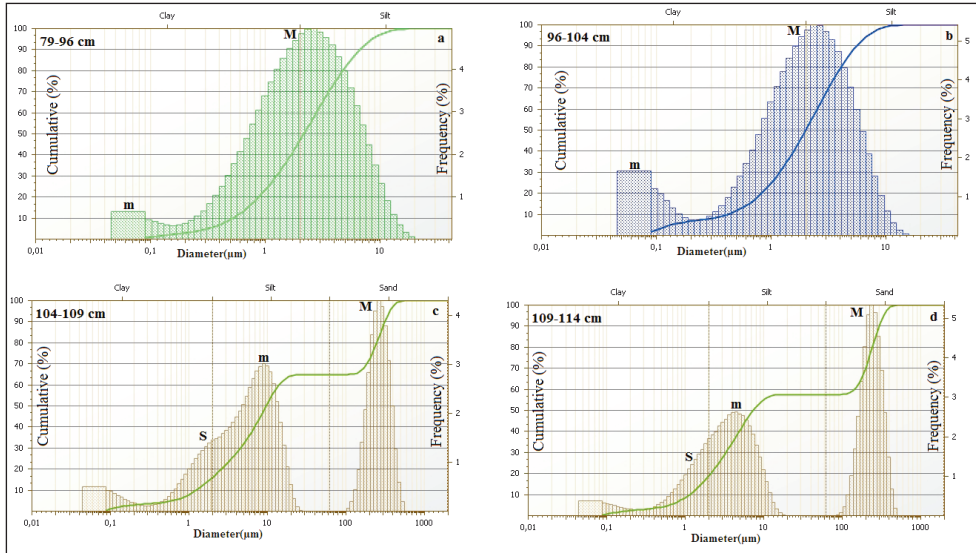 Clay Silt
79-96 cm M a
100
90
80
70
60
50
40
30
20
10
Cumulative (%)
m
4
3
2
1
Frequency (%)
0,01 0,1 1 10
Diameter(µm)
Clay Silt
96-104 cm M b
100
90
80
70
60
50
40
30
20
10
Cumulative (%)
m
5
4
3
2
1
Frequency (%)
0,01 0,1 1 10
Diameter(µm)
Clay Silt Sand
104-109 cm M c
100
90
80
70
60
50
40
30
20
10
Cumulative (%)
S m
4
3
2
1
Frequency (%)
0,01 0,1 1 10 100 1000
Diameter(µm)
Clay Silt Sand
109-114 cm M d
100
90
80
70
60
50
40
30
20
10
Cumulative (%)
S m
5
4
3
2
1
Frequency (%)
0,01 0,1 1 10 100 1000
Diameter(µm)